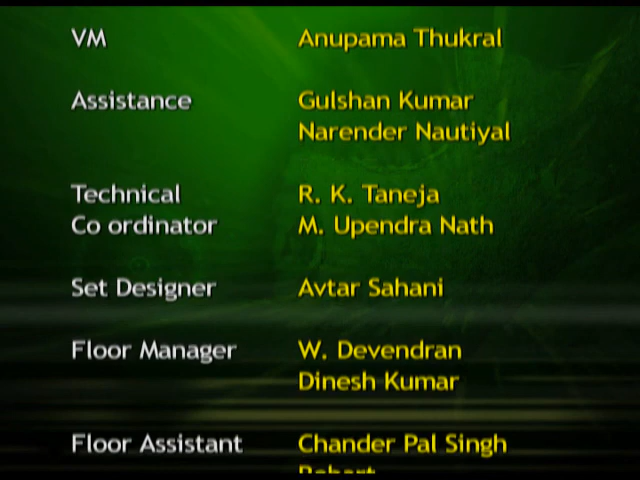 VM Anupama Thukral
Assistance Gulshan Kumar
Narender Nautiyal
Technical R. K. Taneja
Co ordinator M. Upendra Nath
Set Designer Avtar Sahani
Floor Manager W. Devendran
Dinesh Kumar
Floor Assistant Chander Pal Singh